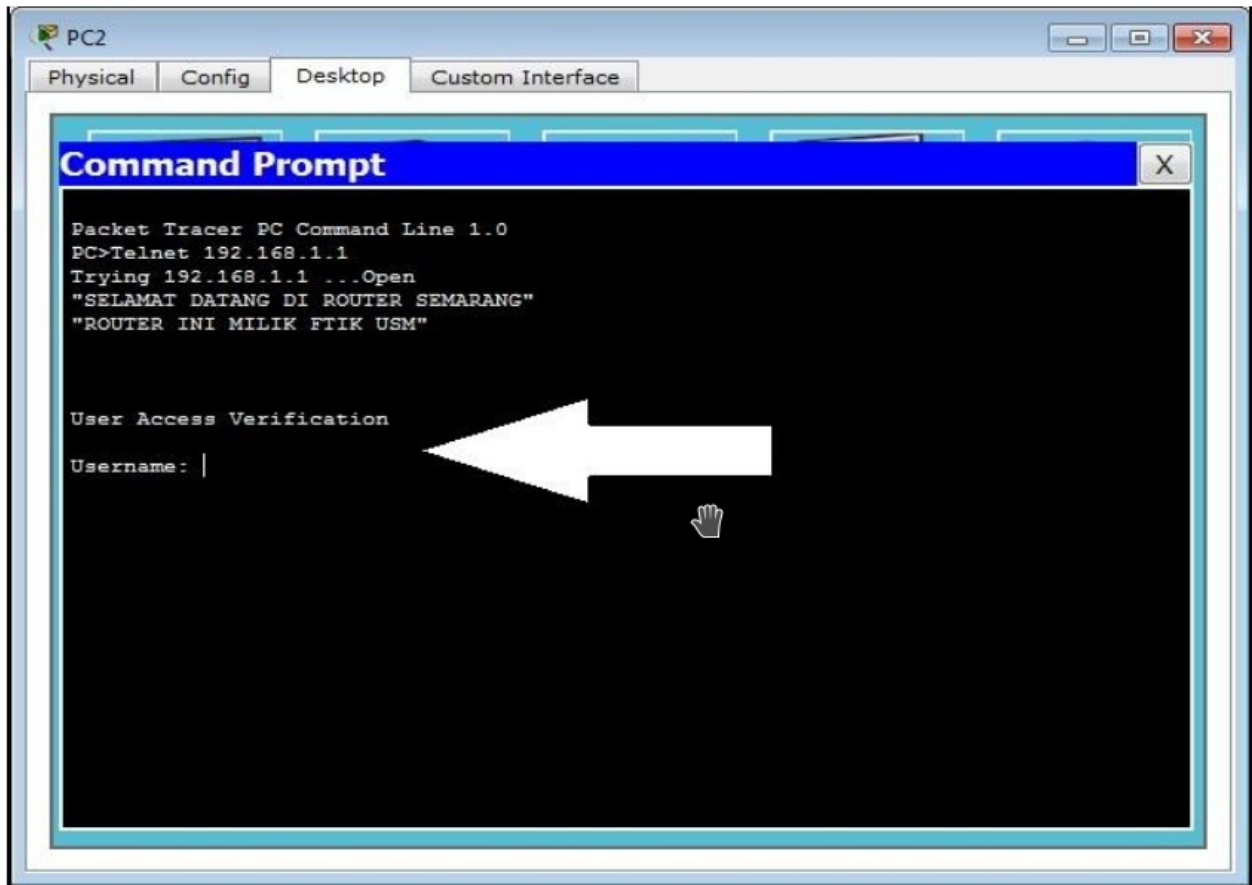 PC2
Physical Config Desktop Custom Interface
Command Prompt X
Packet Tracer PC Command Line 1.0
PC>Telnet 192.168.1.1
Trying 192.168.1.1 ...Open
"SELAMAT DATANG DI ROUTER SEMARANG"
"ROUTER INI MILIK FTIK USM"
User Access Verification
Username: